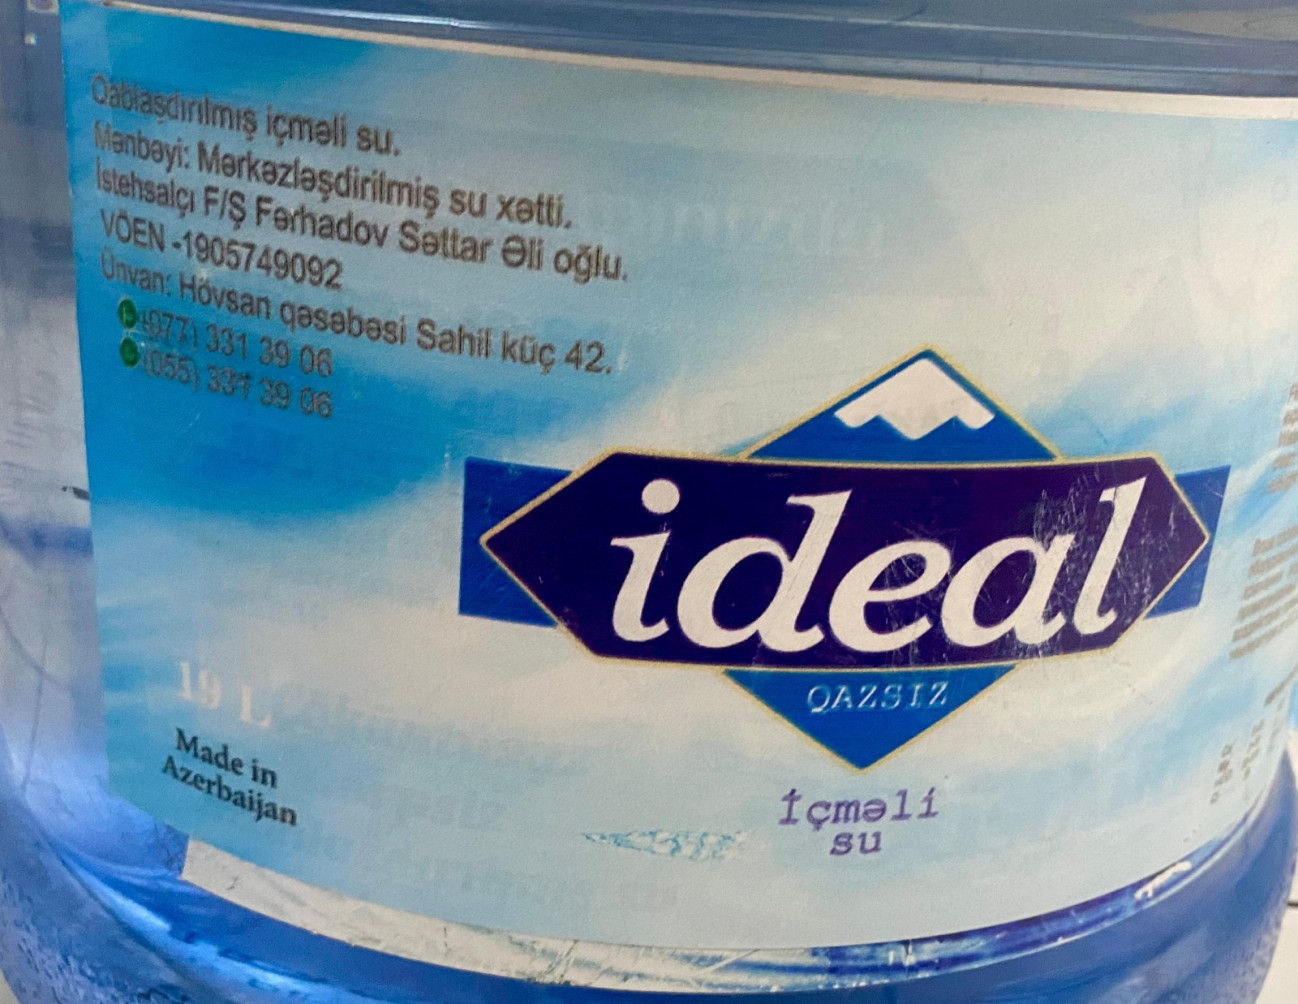 Qablaşdırılmış içməli su.
Mənbəyi: Mərkəzləşdirilmiş su xətti.
İstehsalçı F/Ş Fərhadov Səttar Əli oğlu.
VÖEN -1905749092
Ünvan: Hövsan qəsəbəsi Sahil küç 42.
(077) 331 39 06
(055) 331 39 06
ideal
QAZSIZ
19 L
Made in
Azerbaijan
İçməli
su